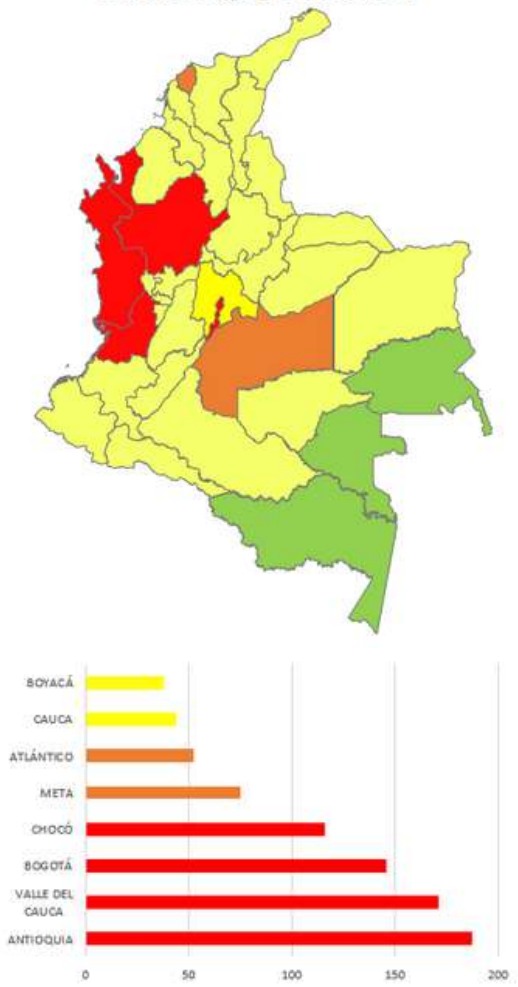 BOYACÁ
CAUCA
ATLÁNTICO
META
CHOCÓ
BOGOTÁ
VALLE DEL
CAUCA
ANTIOQUIA
0 50 100 150 200